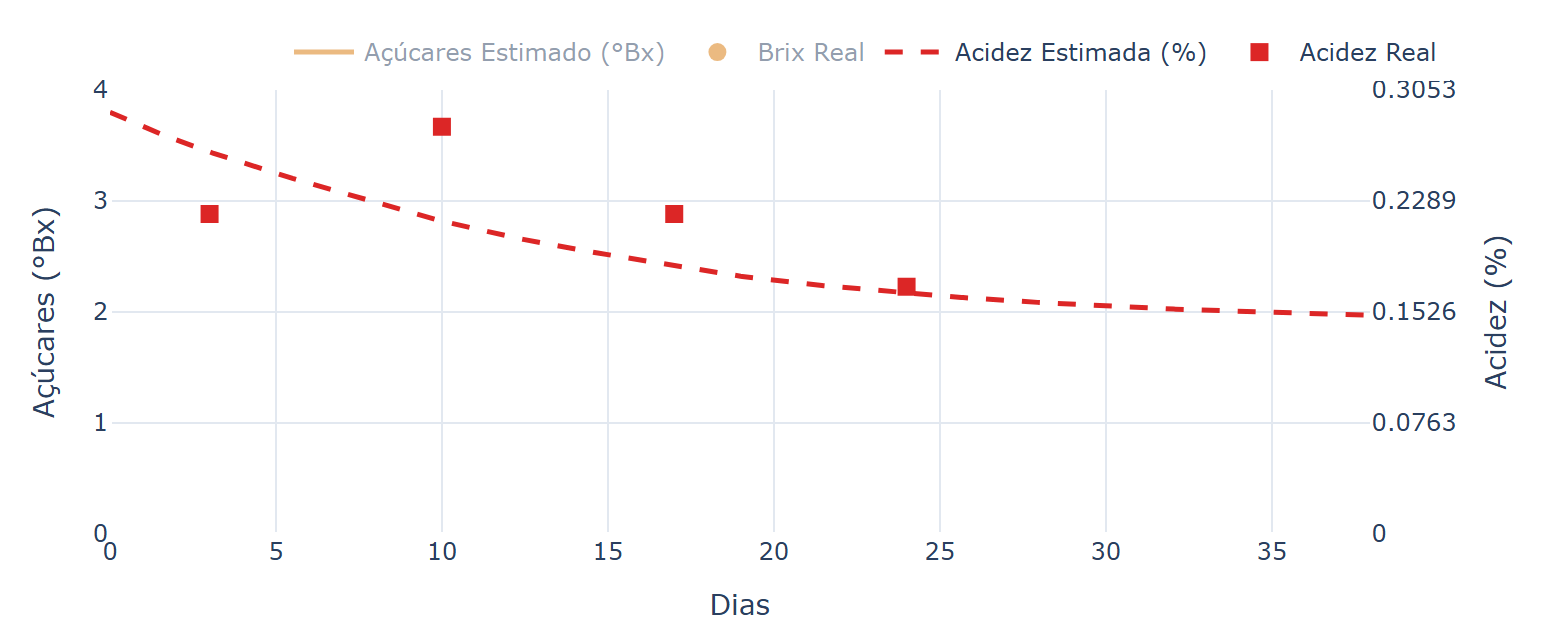 Açúcares Estimado (°Bx) Brix Real Acidez Estimada (%) Acidez Real
4 0.3053
3 0.2289
2 0.1526
1 0.0763
0 0
0 5 10 15 20 25 30 35
Açúcares (°Bx)
Acidez (%)
Dias